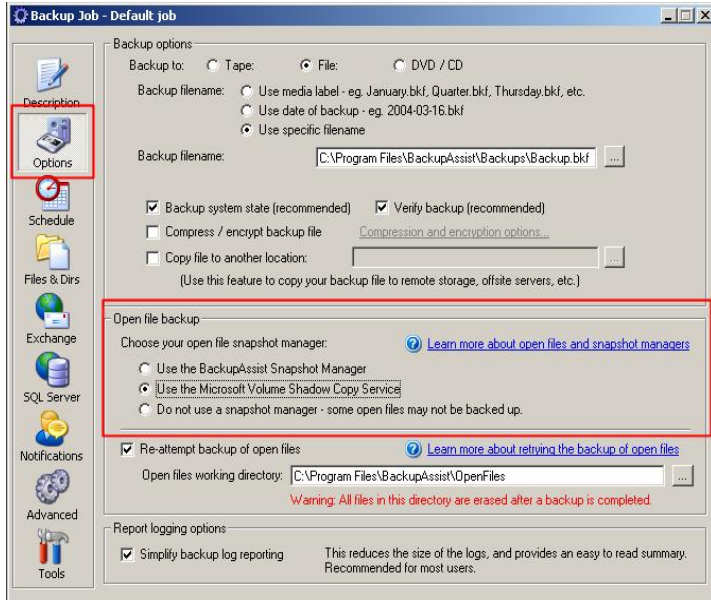 Backup Job - Default job
Description
Options
Schedule
Files & Dirs
Exchange
SQL Server
Notifications
Advanced
Tools
Backup options
Backup to: Tape: File: DVD / CD
Backup filename: Use media label - eg. January.bkf, Quarter.bkf, Thursday.bkf, etc.
Use date of backup - eg. 2004-03-16.bkf
Use specific filename
Backup filename: C:\Program Files\BackupAssist\Backups\Backup.bkf ...
Backup system state (recommended) Verify backup (recommended)
Compress / encrypt backup file Compression and encryption options...
Copy file to another location: ...
(Use this feature to copy your backup file to remote storage, offsite servers, etc.)
Open file backup
Choose your open file snapshot manager: Learn more about open files and snapshot managers
Use the BackupAssist Snapshot Manager
Use the Microsoft Volume Shadow Copy Service
Do not use a snapshot manager - some open files may not be backed up.
Re-attempt backup of open files Learn more about retrying the backup of open files
Open files working directory: C:\Program Files\BackupAssist\OpenFiles ...
Warning: All files in this directory are erased after a backup is completed.
Report logging options
Simplify backup log reporting This reduces the size of the logs, and provides an easy to read summary.
Recommended for most users.